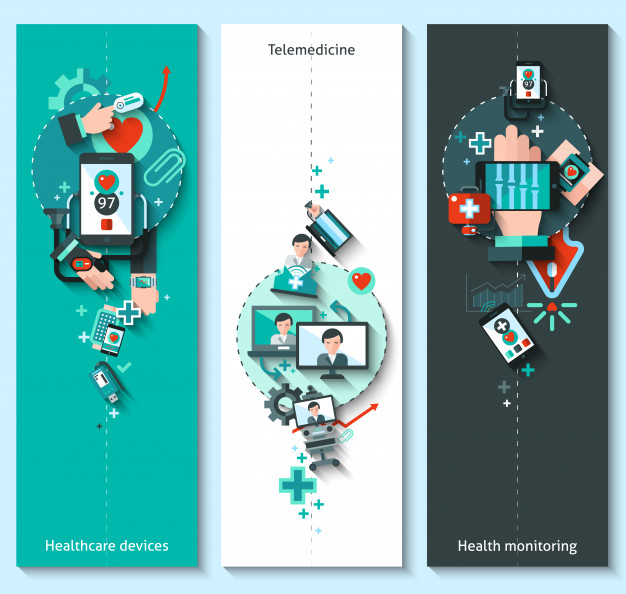 Telemedicine
97
97
Healthcare devices
Health monitoring